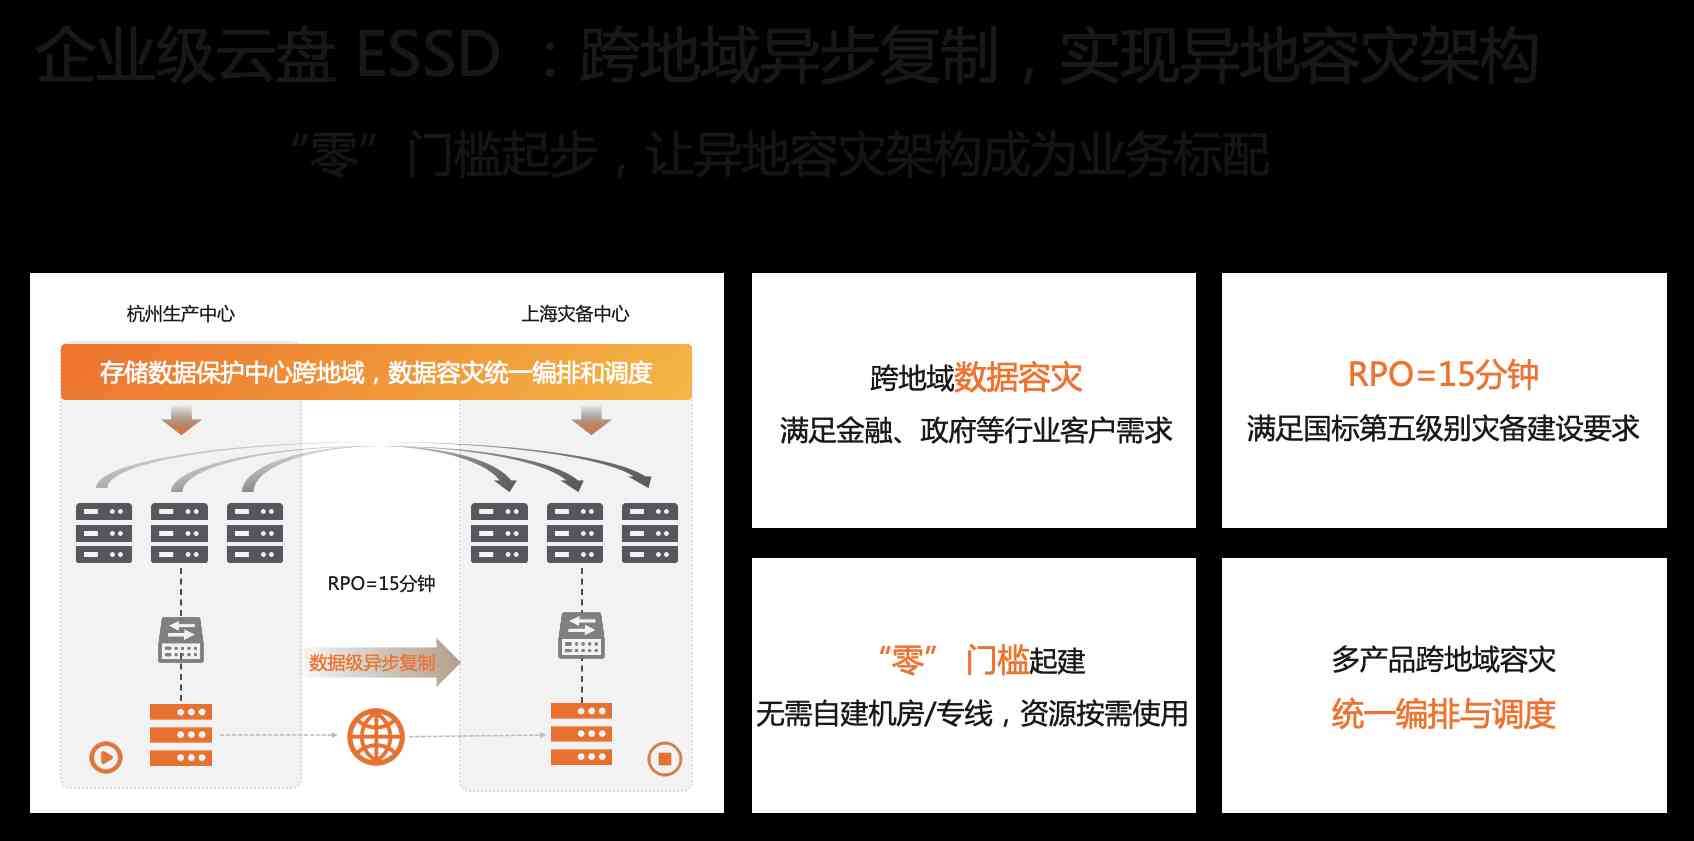 企业级云盘 ESSD ：跨地域异步复制，实现异地容灾架构
“零” 门槛起步，让异地容灾架构成为业务标配
杭州生产中心
上海灾备中心
存储数据保护中心跨地域，数据容灾统一编排和调度
RPO=15分钟
数据级异步复制
跨地域数据容灾
满足金融、政府等行业客户需求
RPO=15分钟
满足国标第五级别灾备建设要求
“零” 门槛起建
无需自建机房/专线，资源按需使用
多产品跨地域容灾
统一编排与调度